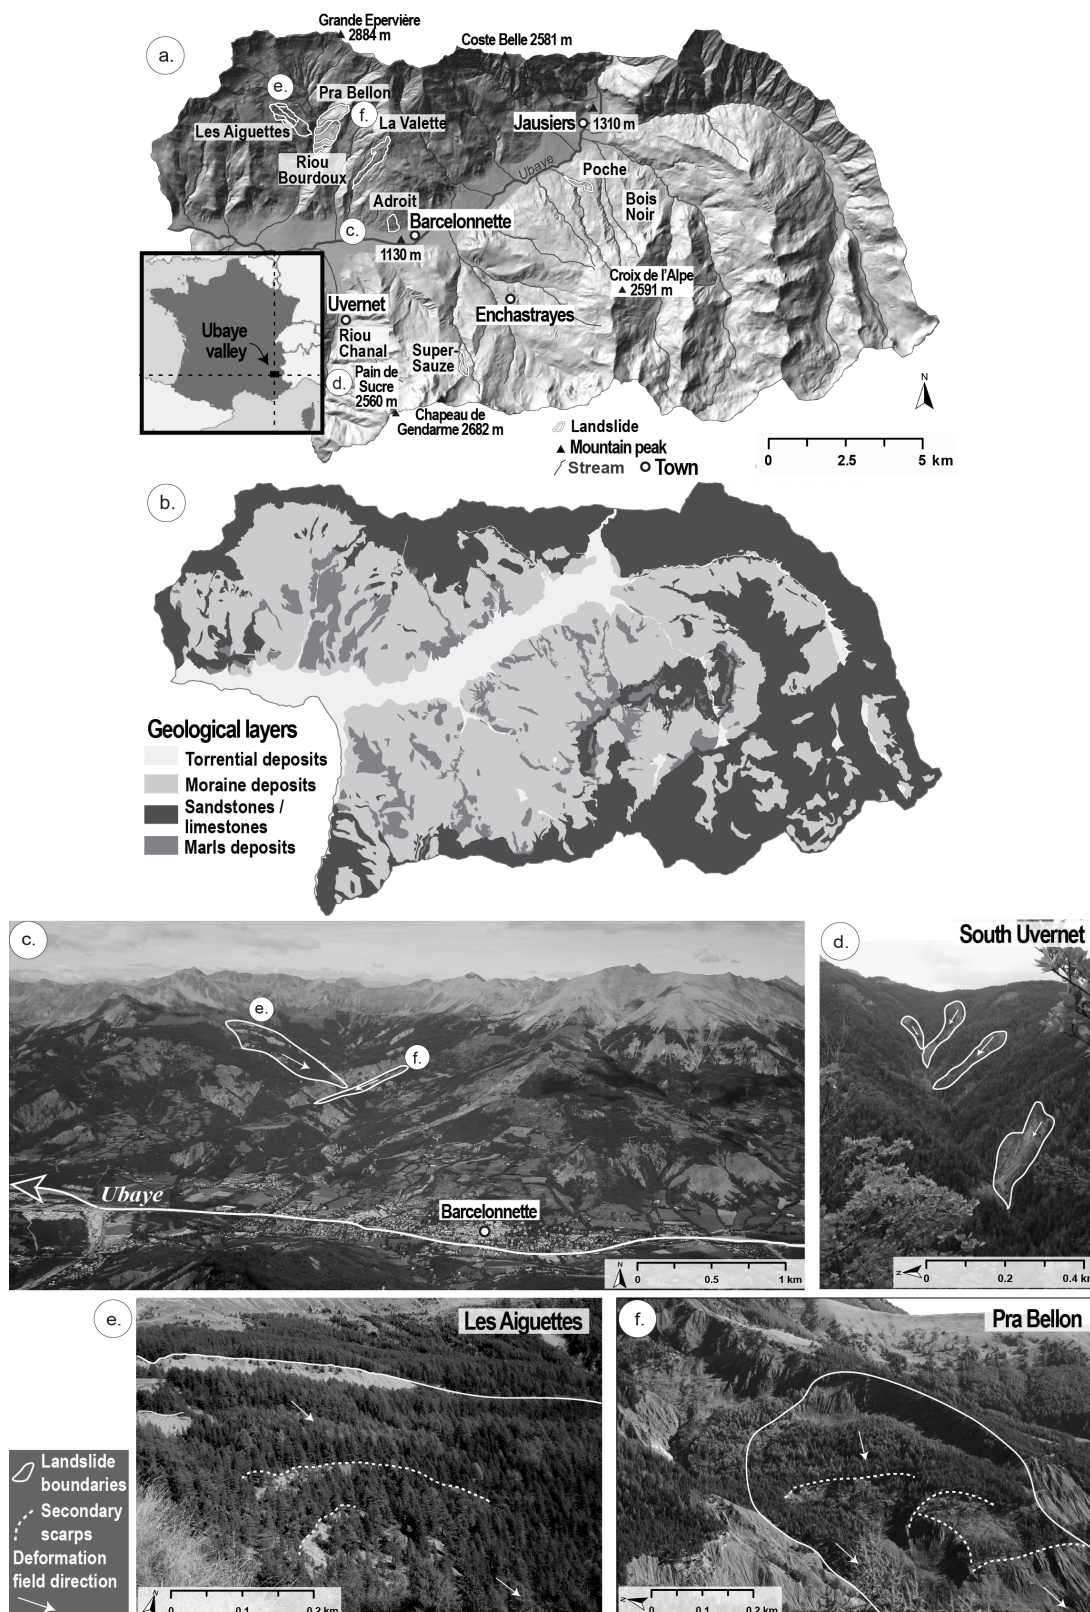 a.
Grande Epervière
2884 m
Coste Belle 2581 m
e.
Pra Bellon
f.
La Valette
Les Aiguettes
Jausiers
1310 m
Riou
Bourdoux
Ubaye
Poche
Adroit
Bois
Noir
c.
Barcelonnette
1130 m
Croix de l'Alpe
2591 m
Uvernet
Enchastrayes
Ubaye
valley
Riou
Chanal
Super-
Sauze
d.
Pain de
Sucre
2560 m
Chapeau de
Gendarme 2682 m
N
Landslide
Mountain peak
Stream
Town
0 2.5 5 km
b.
Geological layers
Torrential deposits
Moraine deposits
Sandstones /
limestones
Marls deposits
c.
e.
f.
Ubaye
Barcelonnette
N
0 0.5 1 km
d.
South Uvernet
N
0 0.2 0.4 km
e.
Les Aiguettes
0 0.1 0.2 km
f.
Pra Bellon
0 0.1 0.2 km
Landslide
boundaries
Secondary
scarps
Deformation
field direction